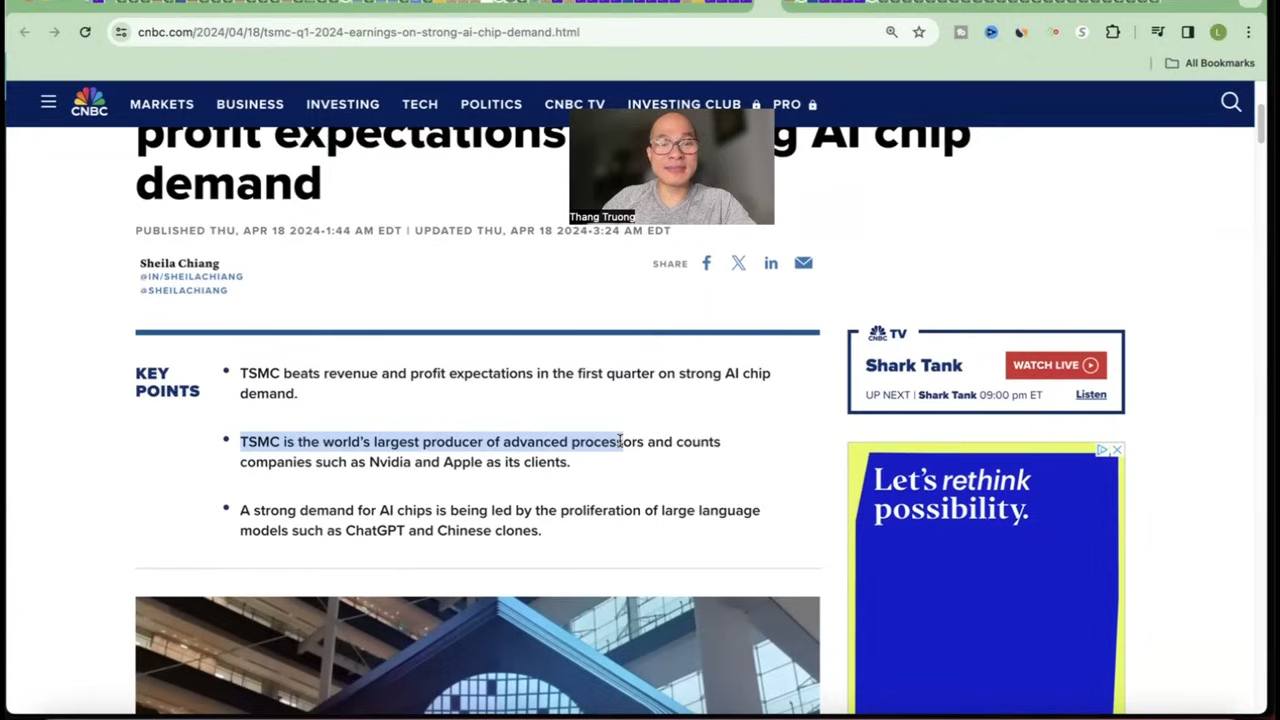 cnbc.com/2024/04/18/tsmc-q1-2024-earnings-on-strong-ai-chip-demand.html
L
All Bookmarks
CNBC
MARKETS BUSINESS INVESTING TECH POLITICS CNBC TV INVESTING CLUB PRO
profit expectations g AI chip
demand
Thang Truong
PUBLISHED THU, APR 18 2024•1:44 AM EDT | UPDATED THU, APR 18 2024•3:24 AM EDT
Sheila Chiang
@IN/SHEILACHIANG
@SHEILACHIANG
SHARE f X in
KEY
POINTS
• TSMC beats revenue and profit expectations in the first quarter on strong AI chip
demand.
• TSMC is the world's largest producer of advanced processors and counts
companies such as Nvidia and Apple as its clients.
• A strong demand for AI chips is being led by the proliferation of large language
models such as ChatGPT and Chinese clones.
TV
Shark Tank
WATCH LIVE
UP NEXT | Shark Tank 09:00 pm ET
Listen
Let's rethink
possibility.